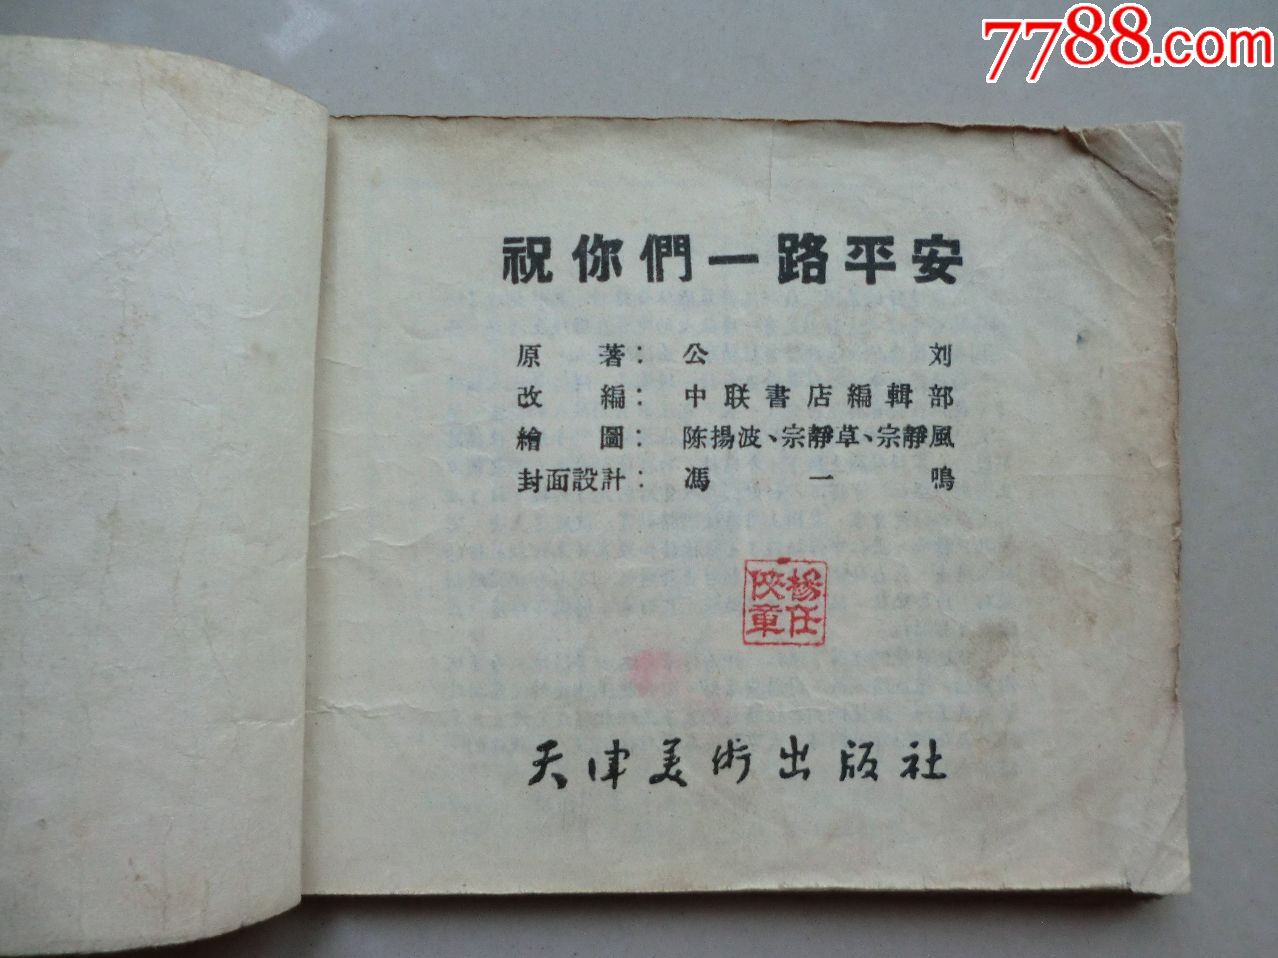 7788.com
祝你們一路平安
原著：公刘
改編：中联書店編輯部
繪圖：陈揚波、宗靜草、宗靜風
封面設計：馮一鳴
楊任
俠章
天津美術出版社